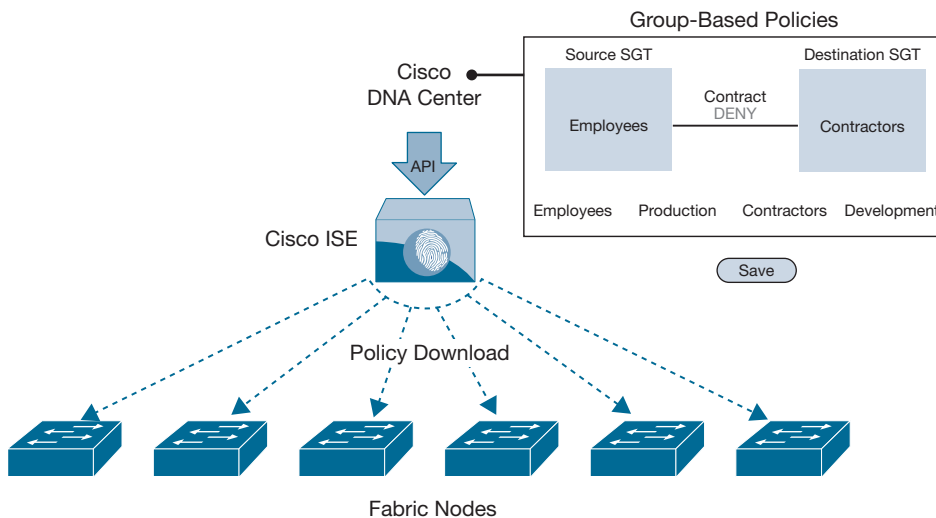 Group-Based Policies
Source SGT
Destination SGT
Cisco
DNA Center
Contract
DENY
Employees
Contractors
API
Employees Production Contractors Development
Cisco ISE
Save
Policy Download
Fabric Nodes